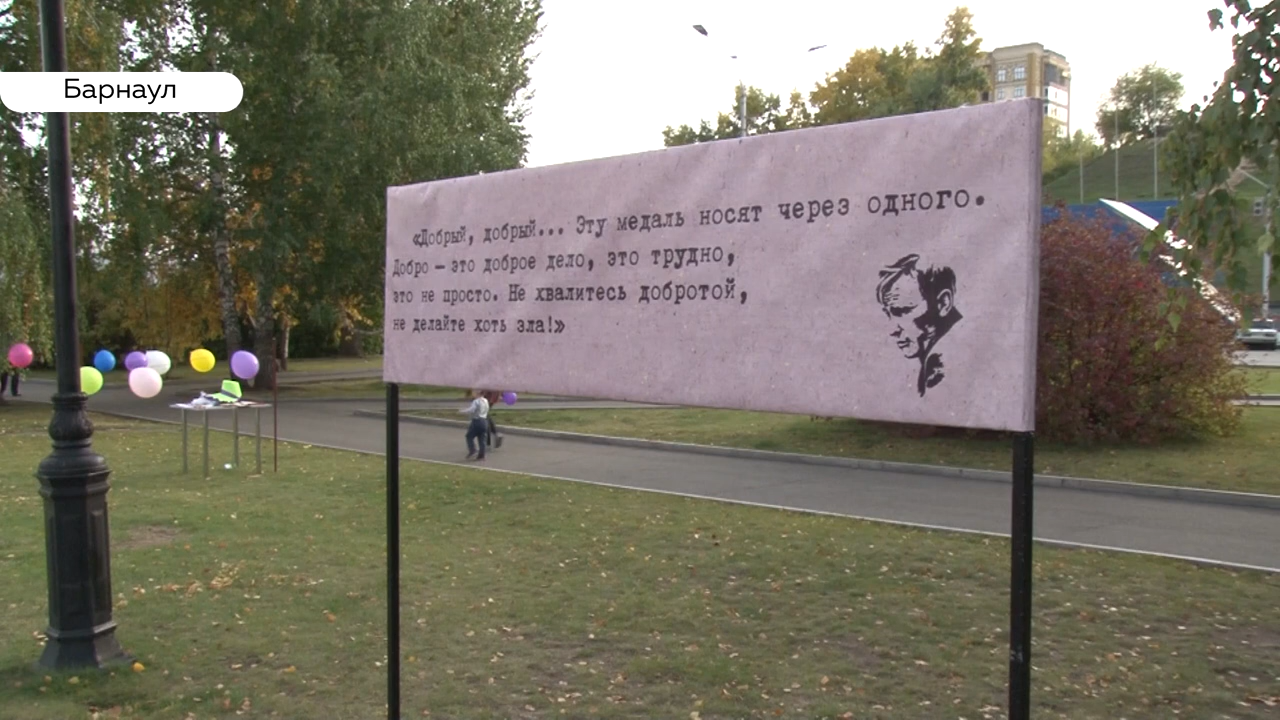 Барнаул
«Добрый, добрый... Эту медаль носят через одного.
Добро — это доброе дело, это трудно,
это не просто. Не хвалитесь добротой,
не делайте хоть зла!»